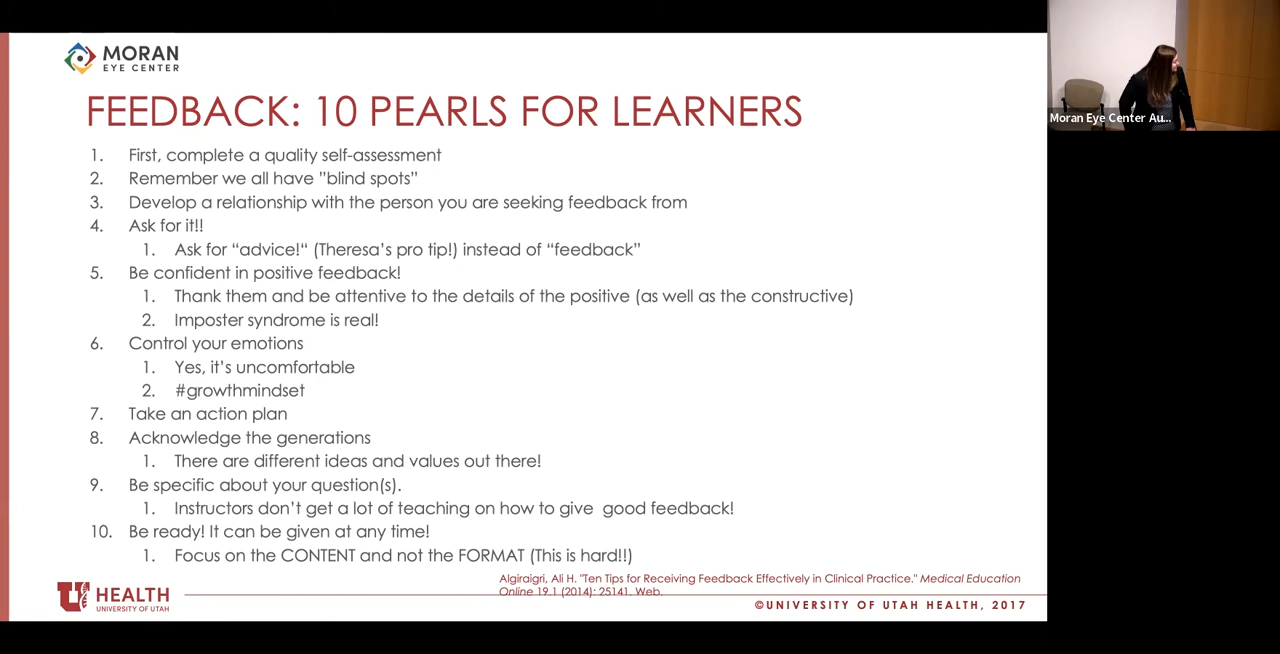 MORAN
EYE CENTER
FEEDBACK: 10 PEARLS FOR LEARNERS
1. First, complete a quality self-assessment
2. Remember we all have ”blind spots”
3. Develop a relationship with the person you are seeking feedback from
4. Ask for it!!
1. Ask for “advice!“ (Theresa’s pro tip!) instead of “feedback”
5. Be confident in positive feedback!
1. Thank them and be attentive to the details of the positive (as well as the constructive)
2. Imposter syndrome is real!
6. Control your emotions
1. Yes, it’s uncomfortable
2. #growthmindset
7. Take an action plan
8. Acknowledge the generations
1. There are different ideas and values out there!
9. Be specific about your question(s).
1. Instructors don’t get a lot of teaching on how to give  good feedback!
10. Be ready! It can be given at any time!
1. Focus on the CONTENT and not the FORMAT (This is hard!!)
Algiraigri, Ali H. "Ten Tips for Receiving Feedback Effectively in Clinical Practice." Medical Education
Online 19.1 (2014): 25141. Web.
U HEALTH
UNIVERSITY OF UTAH
©UNIVERSITY OF UTAH HEALTH, 2017
Moran Eye Center Au...